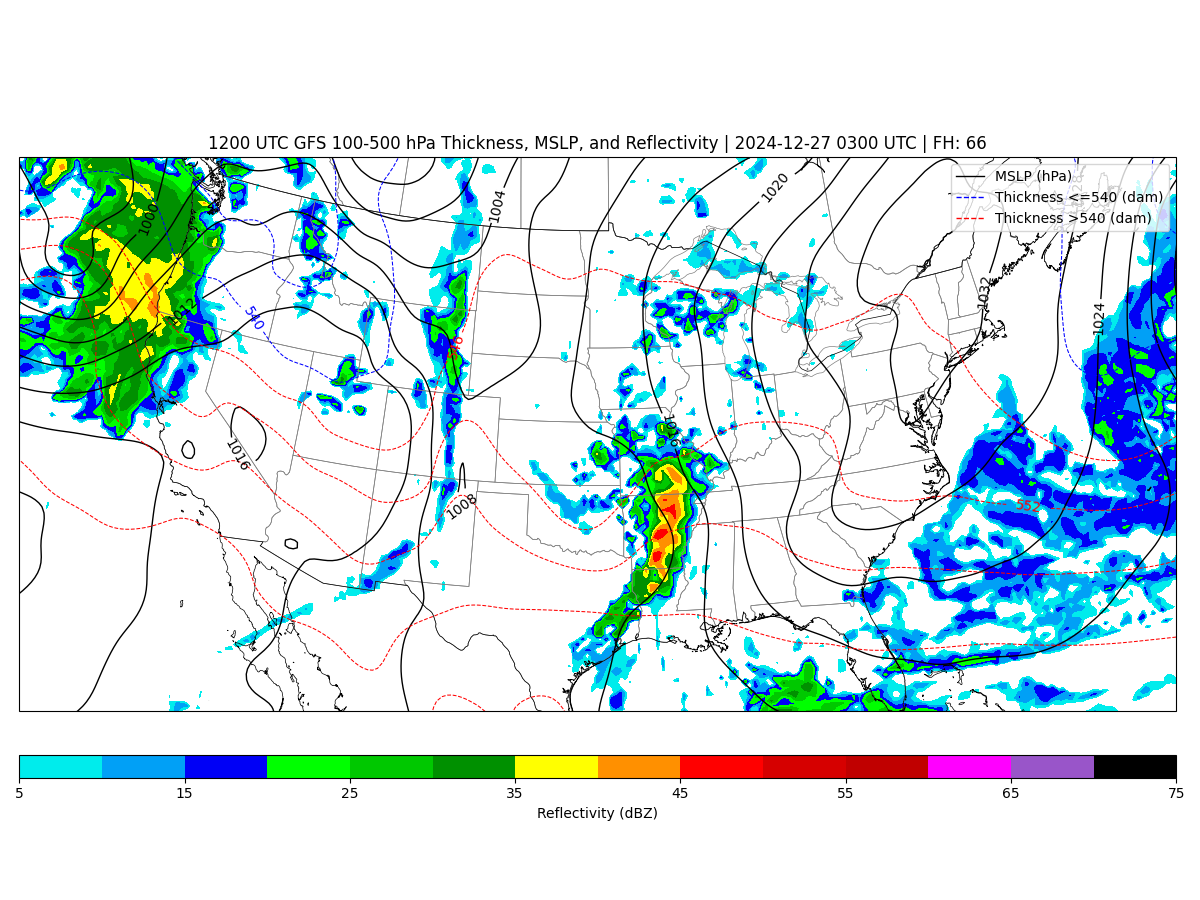 1200 UTC GFS 100-500 hPa Thickness, MSLP, and Reflectivity | 2024-12-27 0300 UTC | FH: 66
MSLP (hPa)
Thickness <=540 (dam)
Thickness >540 (dam)
1020
1004
1000
1032
1012
1024
540
1016
1016
1008
552
5 15 25 35 45 55 65 75
Reflectivity (dBZ)